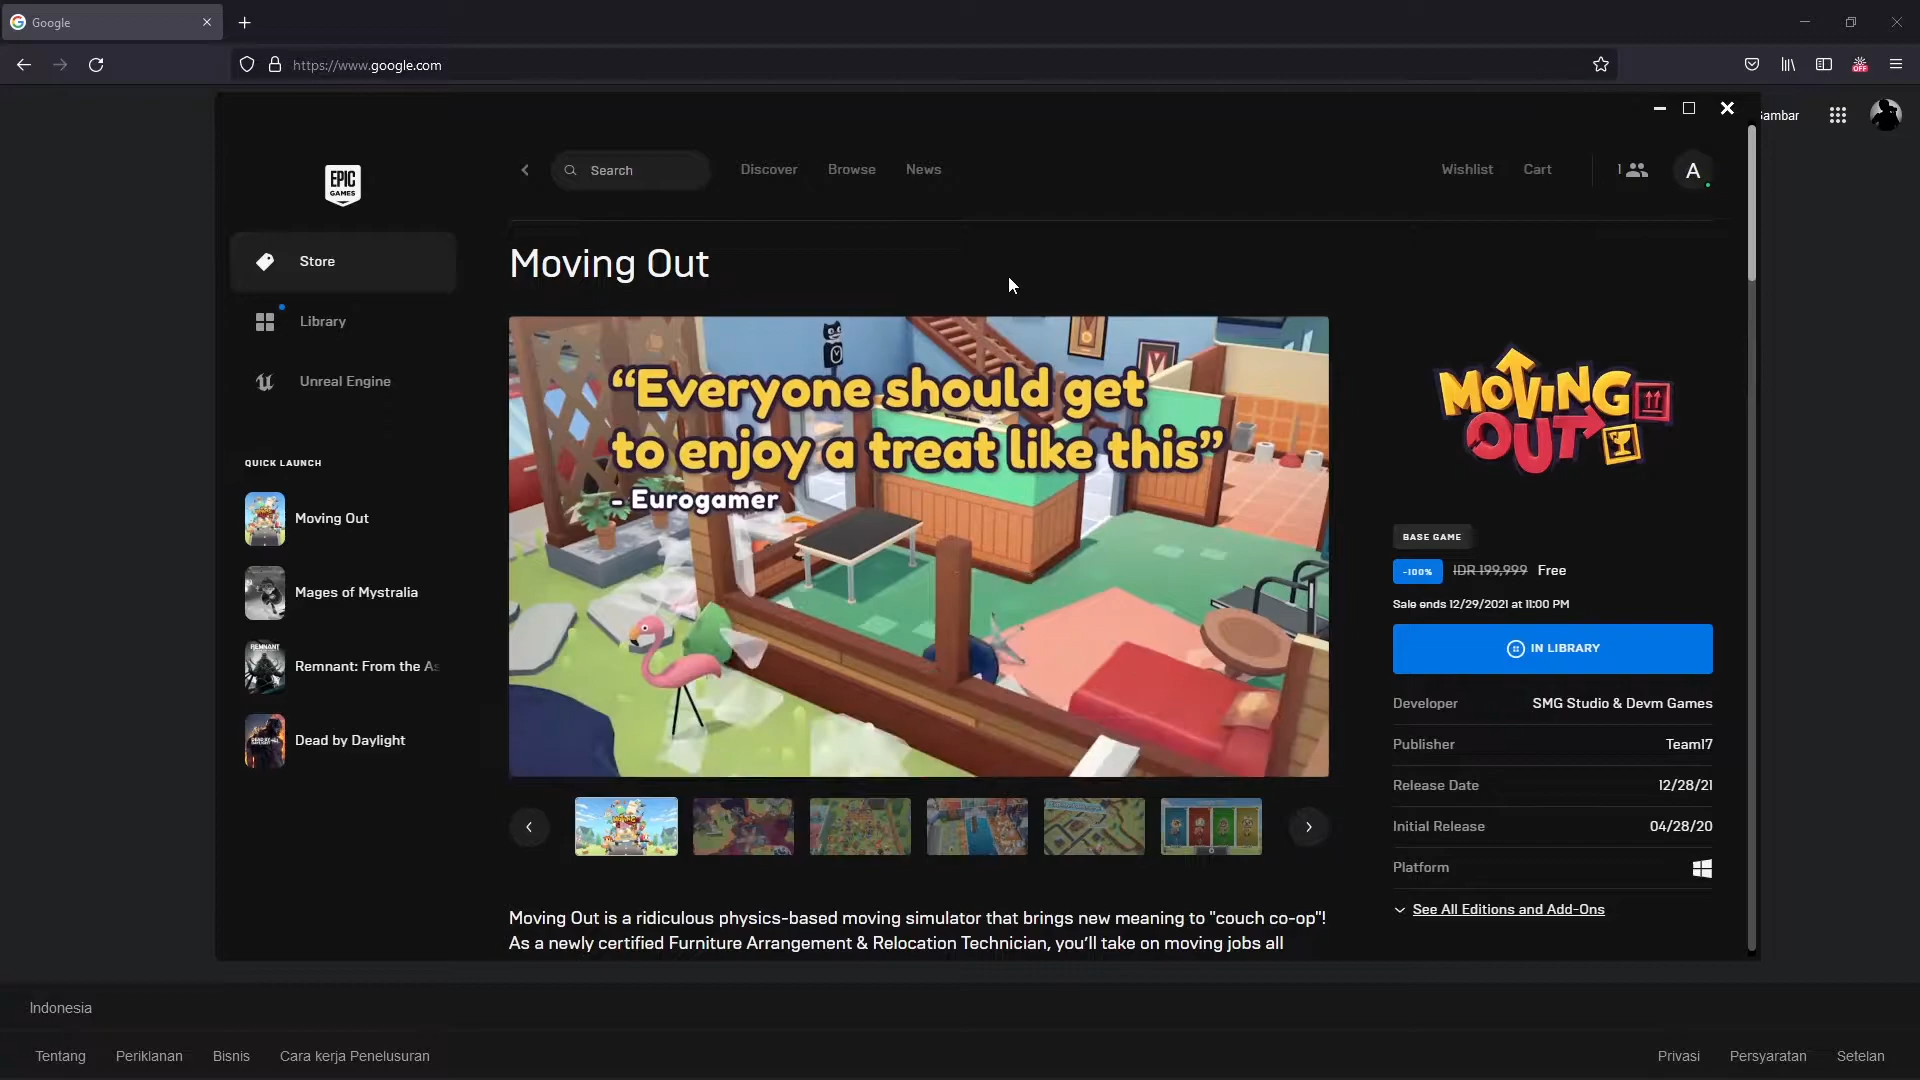 Google
https://www.google.com
ambar
EPIC
GAMES
Search
Discover
Browse
News
Wishlist
Cart
1
A
Store
Library
Unreal Engine
QUICK LAUNCH
Moving Out
Mages of Mystralia
Remnant: From the As
Dead by Daylight
Moving Out
“Everyone should get
to enjoy a treat like this”
- Eurogamer
MOVING
OUT
BASE GAME
-100% IDR 199,999 Free
Sale ends 12/29/2021 at 11:00 PM
IN LIBRARY
Developer SMG Studio & Devm Games
Publisher Team17
Release Date 12/28/21
Initial Release 04/28/20
Platform
See All Editions and Add-Ons
Moving Out is a ridiculous physics-based moving simulator that brings new meaning to "couch co-op"!
As a newly certified Furniture Arrangement & Relocation Technician, you’ll take on moving jobs all
Indonesia
Tentang Periklanan Bisnis Cara kerja Penelusuran
Privasi Persyaratan Setelan